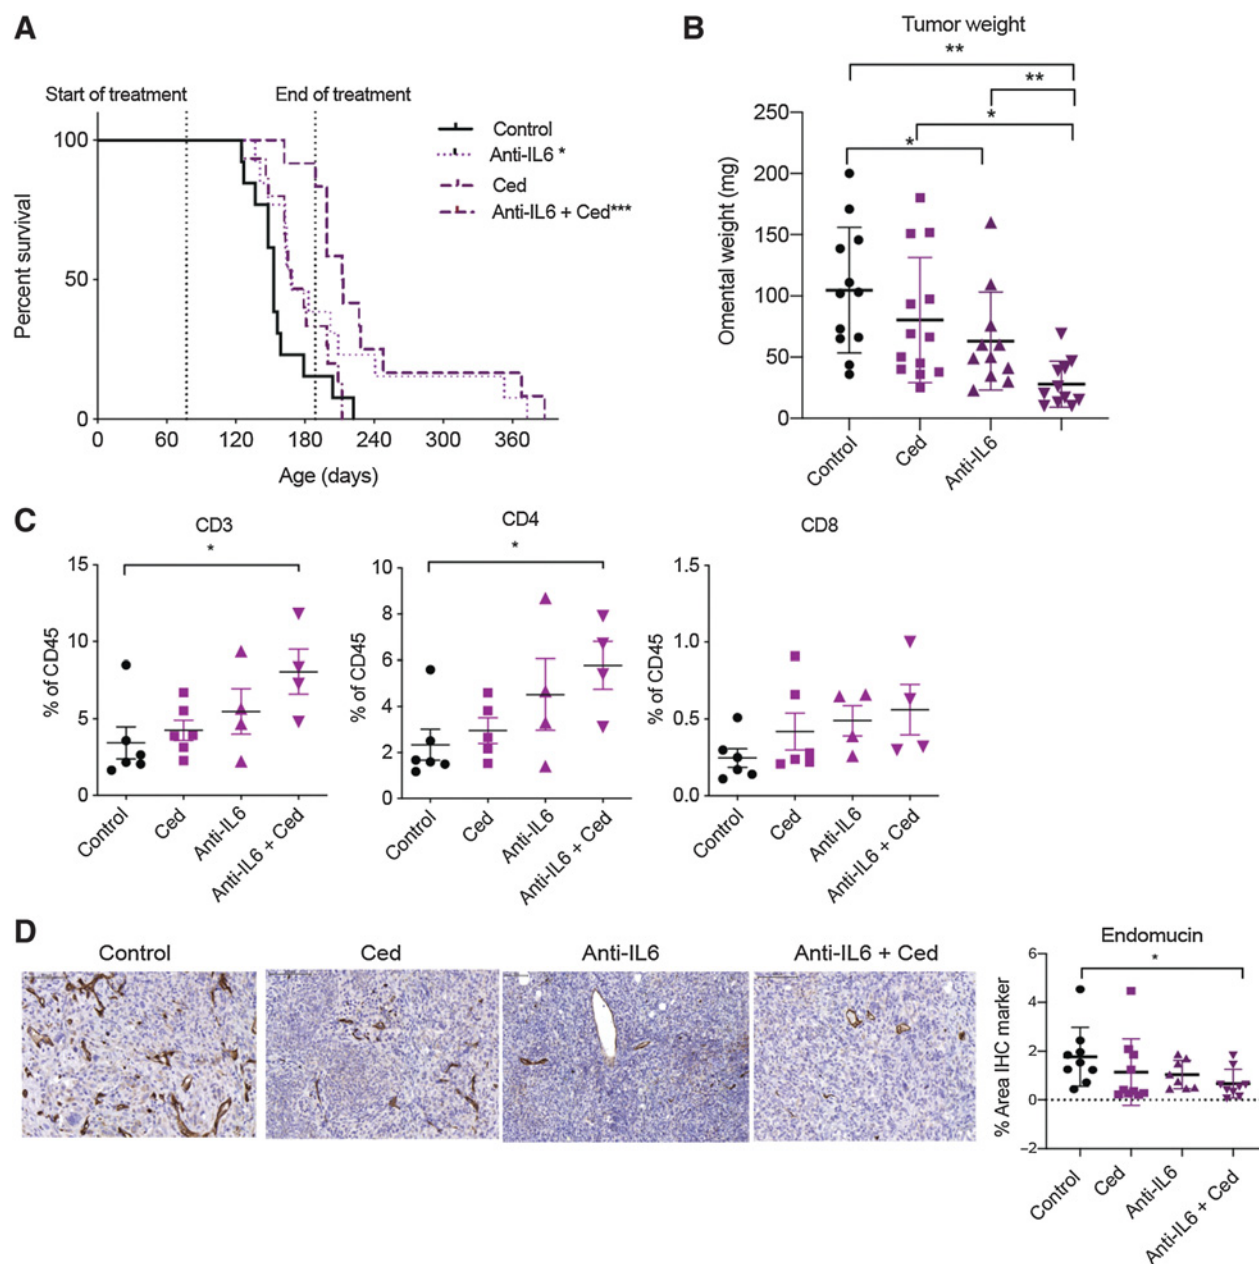 A
Start of treatment
End of treatment
Control
Anti-IL6 *
Ced
Anti-IL6 + Ced***
Percent survival
100
50
0
0 60 120 180 240 300 360
Age (days)
B
Tumor weight
**
**
*
*
Omental weight (mg)
250
200
150
100
50
0
Control
Ced
Anti-IL6
C
CD3
*
% of CD45
15
10
5
0
Control
Ced
Anti-IL6
Anti-IL6 + Ced
CD4
*
% of CD45
10
8
6
4
2
0
Control
Ced
Anti-IL6
Anti-IL6 + Ced
CD8
% of CD45
1.5
1.0
0.5
0.0
Control
Ced
Anti-IL6
Anti-IL6 + Ced
D
Control
Ced
Anti-IL6
Anti-IL6 + Ced
Endomucin
*
% Area IHC marker
6
4
2
0
−2
Control
Ced
Anti-IL6
Anti-IL6 + Ced